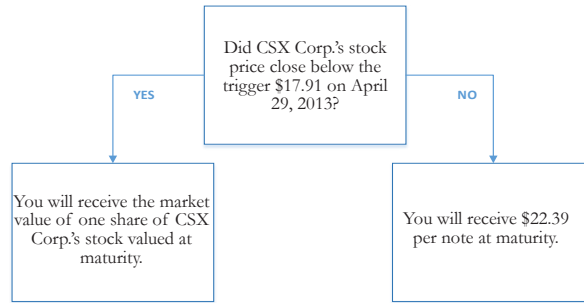 Did CSX Corp.'s stock
price close below the
trigger $17.91 on April
29, 2013?
YES
NO
You will receive the market
value of one share of CSX
Corp.'s stock valued at
maturity.
You will receive $22.39
per note at maturity.